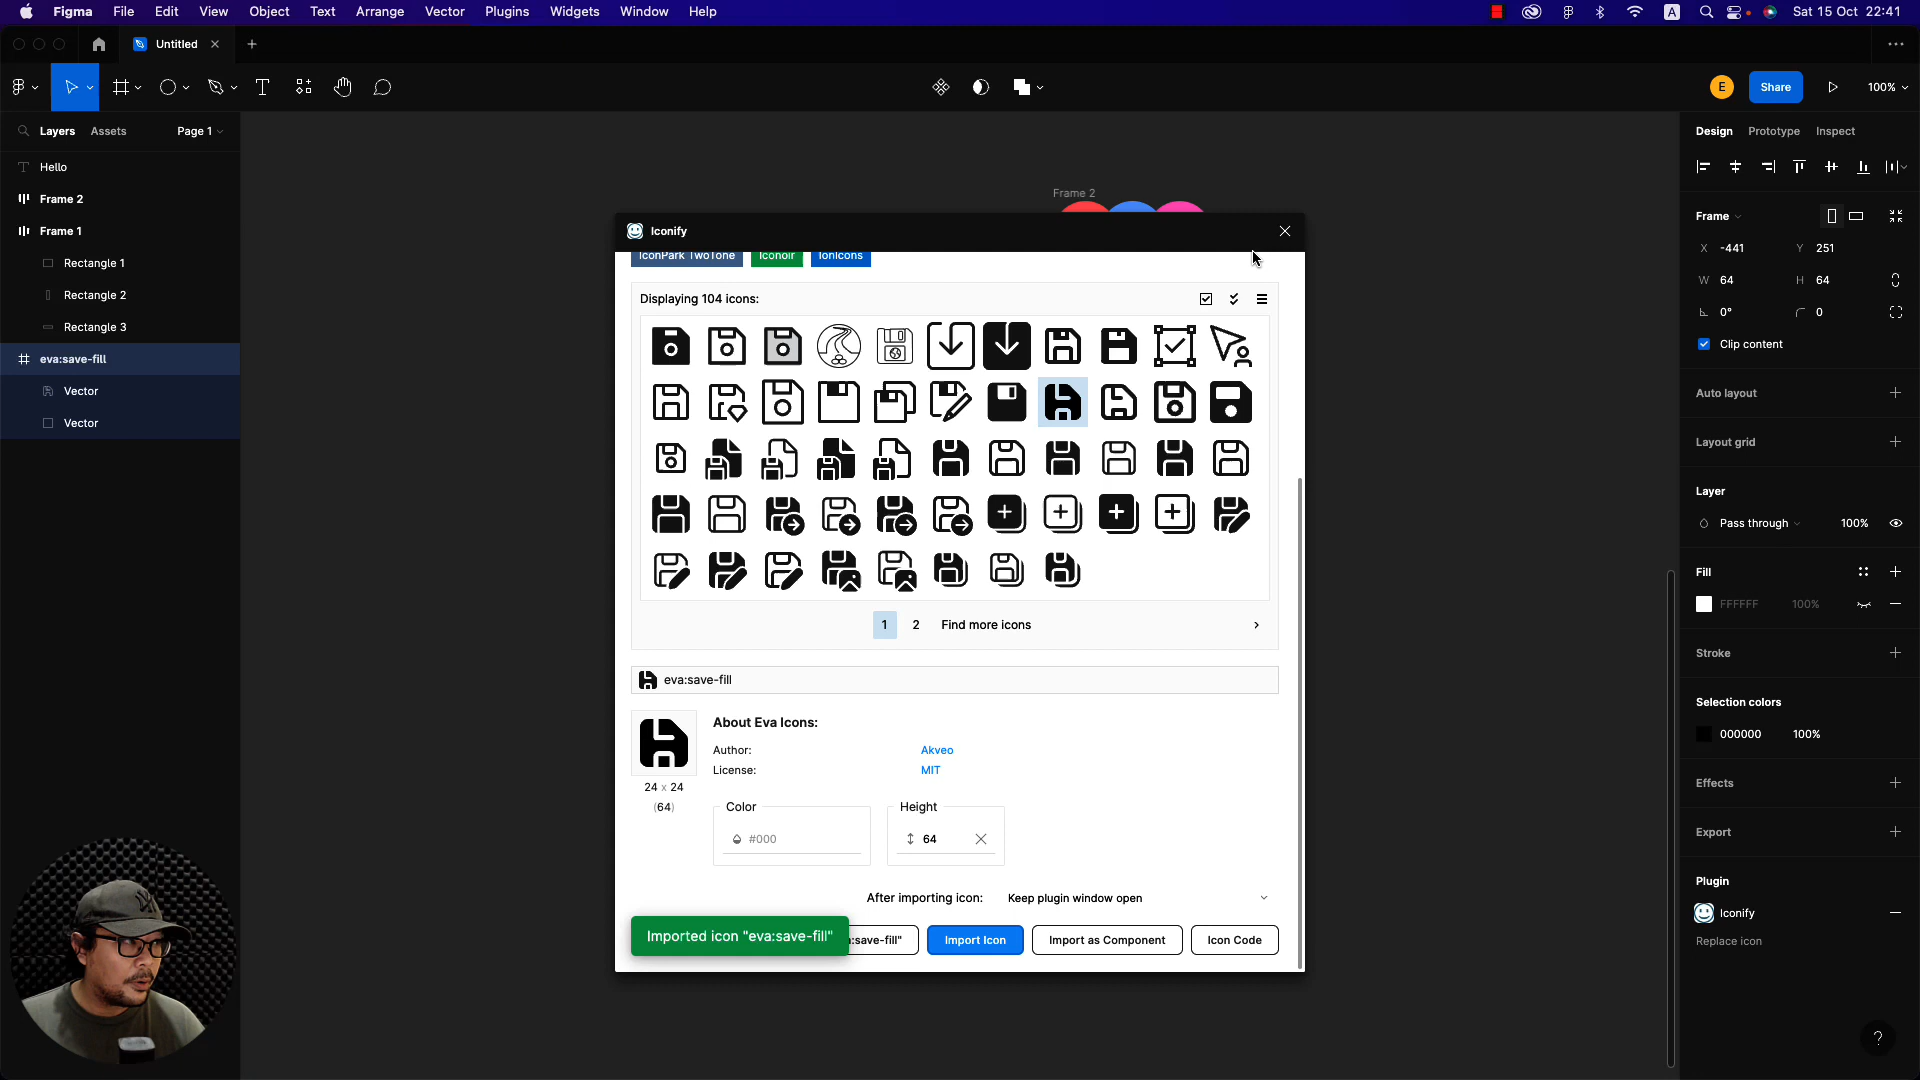 Figma File Edit View Object Text Arrange Vector Plugins Widgets Window Help
A Sat 15 Oct 22:41
Untitled
E Share 100%
Layers Assets Page 1
Design Prototype Inspect
Hello
Frame 2
Frame 1
Rectangle 1
Rectangle 2
Rectangle 3
eva:save-fill
Vector
Vector
Frame 2
Iconify
IconPark TwoTone Iconoir IonIcons
Displaying 104 icons:
1 2 Find more icons
eva:save-fill
About Eva Icons:
Author: Akveo
License: MIT
24 x 24
(64)
Color
#000
Height
64
After importing icon: Keep plugin window open
Imported icon "eva:save-fill"
:save-fill"
Import Icon
Import as Component
Icon Code
Frame
X -441 Y 251
W 64 H 64
0° 0
Clip content
Auto layout
Layout grid
Layer
Pass through 100%
Fill
FFFFFF 100%
Stroke
Selection colors
000000 100%
Effects
Export
Plugin
Iconify
Replace icon
?